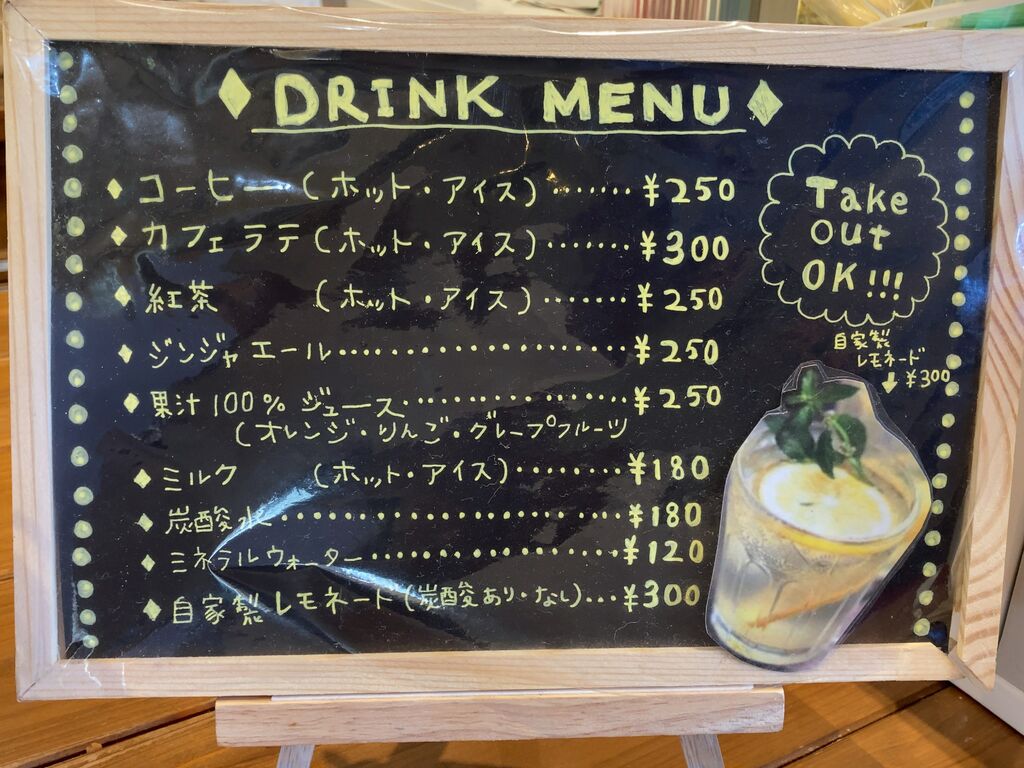 DRINK MENU
コーヒー (ホット・アイス) ······· ¥250
カフェラテ (ホット・アイス) ······· ¥300
紅茶 (ホット・アイス) ······· ¥250
ジンジャエール ···················· ¥250
果汁100% ジュース ···················· ¥250
(オレンジ・りんご・グレープフルーツ
ミルク (ホット・アイス) ········ ¥180
炭酸水 ···················· ¥180
ミネラルウォーター ···················· ¥120
自家製レモネード (炭酸あり・なし) ··· ¥300
Take
out
OK!!!
自家製
レモネード
↓ ¥300